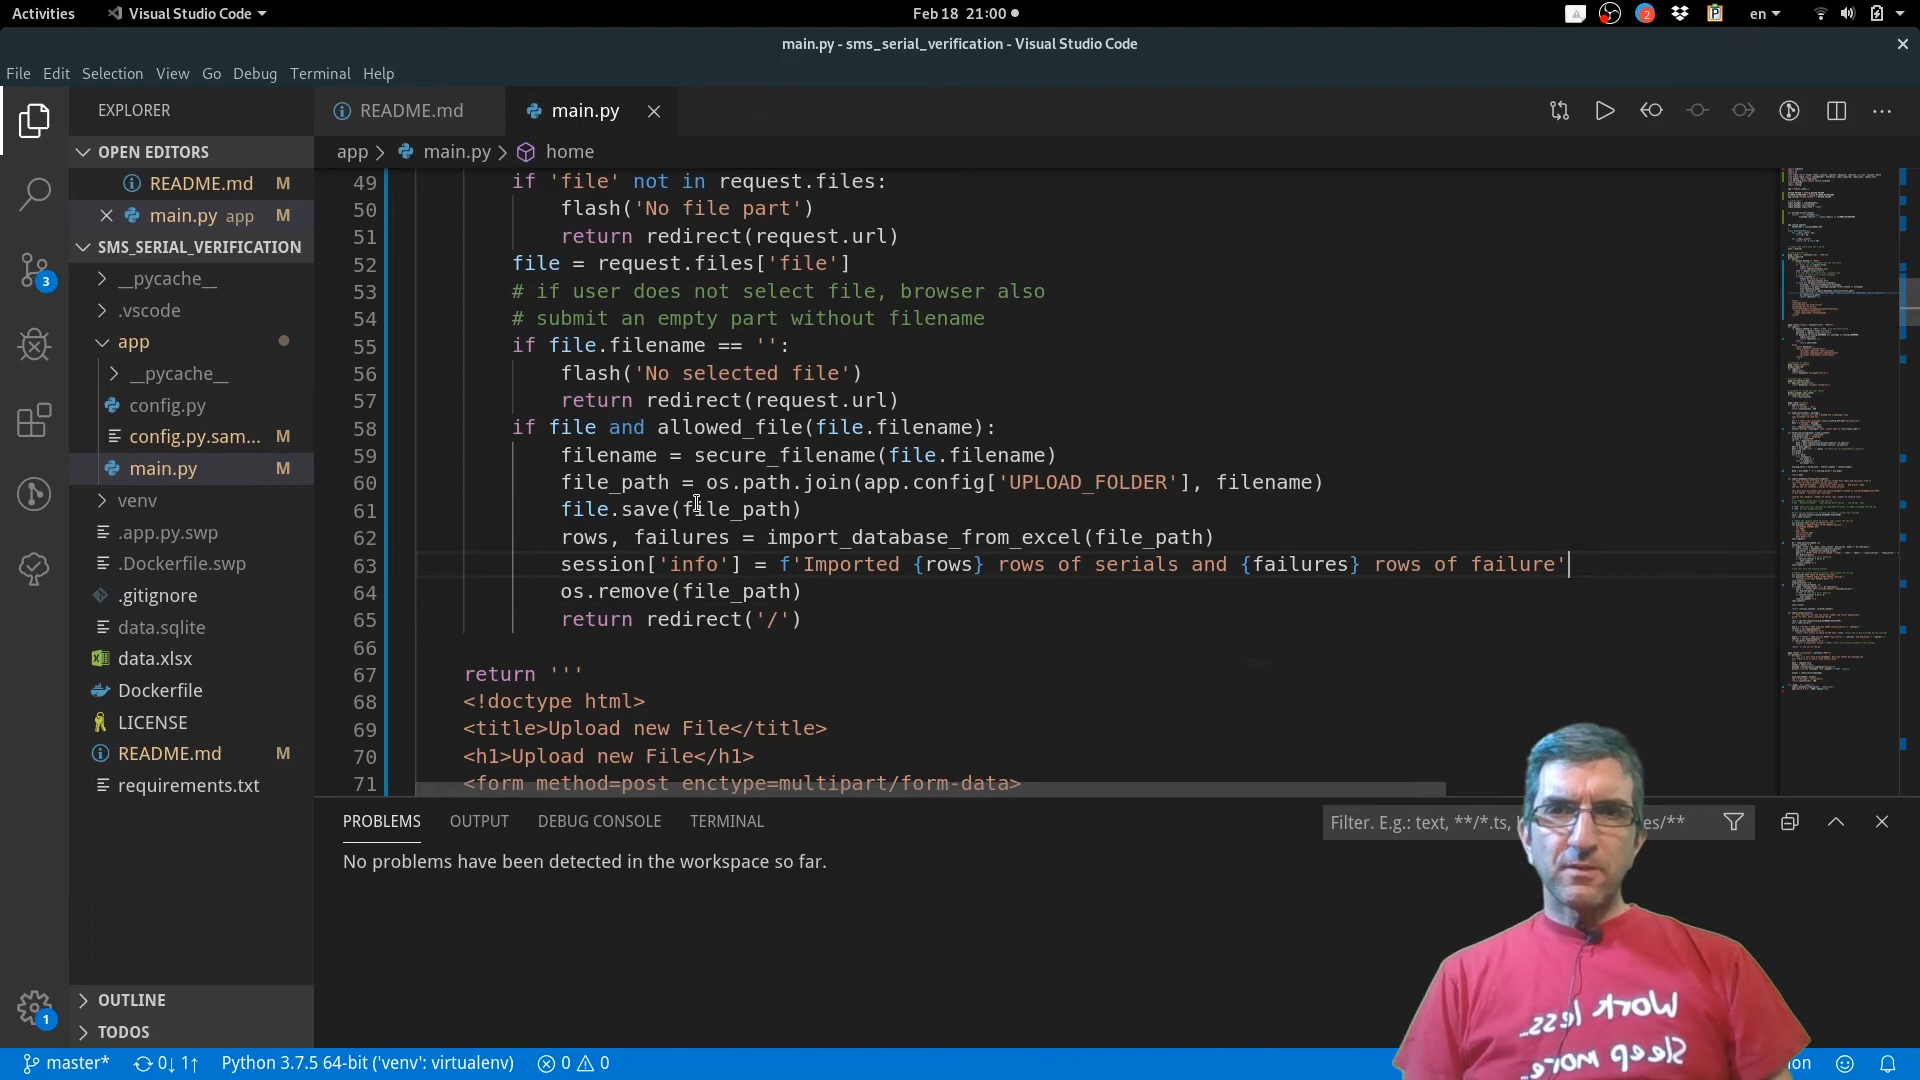 Activities
Visual Studio Code
Feb 18 21:00
2
en
main.py - sms_serial_verification - Visual Studio Code
File Edit Selection View Go Debug Terminal Help
EXPLORER
README.md
main.py
app > main.py > home
OPEN EDITORS
README.md M
main.py app M
SMS_SERIAL_VERIFICATION
__pycache__
.vscode
app
__pycache__
config.py
config.py.sam... M
main.py M
venv
.app.py.swp
.Dockerfile.swp
.gitignore
data.sqlite
data.xlsx
Dockerfile
LICENSE
README.md M
requirements.txt
OUTLINE
TODOS
3
1
49 if 'file' not in request.files:
50 flash('No file part')
51 return redirect(request.url)
52 file = request.files['file']
53 # if user does not select file, browser also
54 # submit an empty part without filename
55 if file.filename == '':
56 flash('No selected file')
57 return redirect(request.url)
58 if file and allowed_file(file.filename):
59 filename = secure_filename(file.filename)
60 file_path = os.path.join(app.config['UPLOAD_FOLDER'], filename)
61 file.save(file_path)
62 rows, failures = import_database_from_excel(file_path)
63 session['info'] = f'Imported {rows} rows of serials and {failures} rows of failure'
64 os.remove(file_path)
65 return redirect('/')
66
67 return '''
68 <!doctype html>
69 <title>Upload new File</title>
70 <h1>Upload new File</h1>
71 <form method=post enctype=multipart/form-data>
PROBLEMS OUTPUT DEBUG CONSOLE TERMINAL
Filter. E.g.: text, **/*.ts, es/**
No problems have been detected in the workspace so far.
Work less...
Sleep more...
master* 0↓ 1↑ Python 3.7.5 64-bit ('venv': virtualenv) 0 0
on